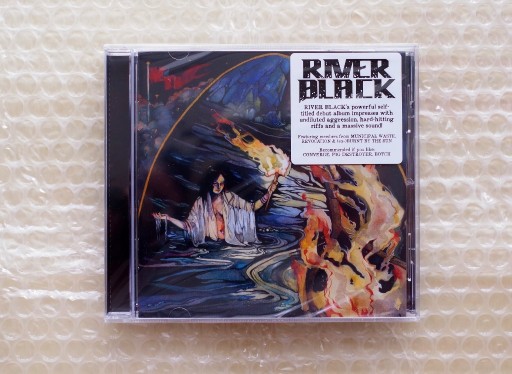 RIVER
BLACK
RIVER BLACK's powerful self-
titled debut album impresses with
undiluted aggression, hard-hitting
riffs and a massive sound!
Featuring members from MUNICIPAL WASTE,
REVOCATION & ex-BURNT BY THE SUN
Recommended if you like:
CONVERGE, PIG DESTROYER, BOTCH